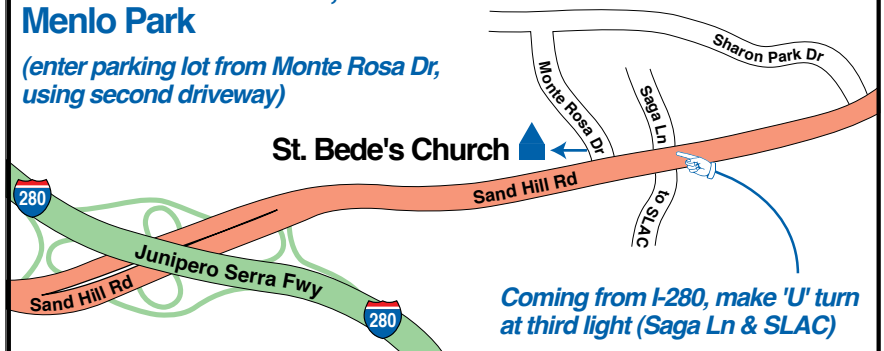 Menlo Park
(enter parking lot from Monte Rosa Dr,
using second driveway)
Sharon Park Dr
Monte Rosa Dr
Saga Ln
St. Bede's Church
Sand Hill Rd
to SLAC
280
Junipero Serra Fwy
Sand Hill Rd
280
Coming from I-280, make 'U' turn
at third light (Saga Ln & SLAC)